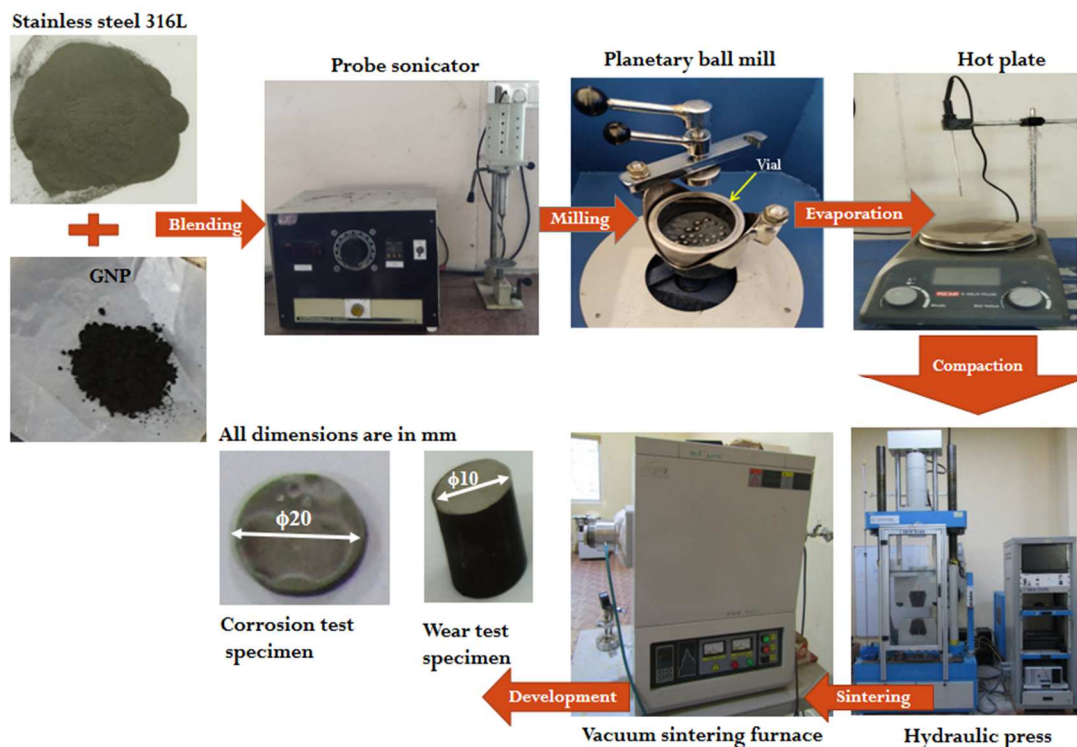 Stainless steel 316L
Probe sonicator
Planetary ball mill
Hot plate
Vial
Blending
Milling
Evaporation
GNP
Compaction
All dimensions are in mm
ϕ10
ϕ20
Corrosion test
specimen
Wear test
specimen
Development
Sintering
Vacuum sintering furnace
Hydraulic press